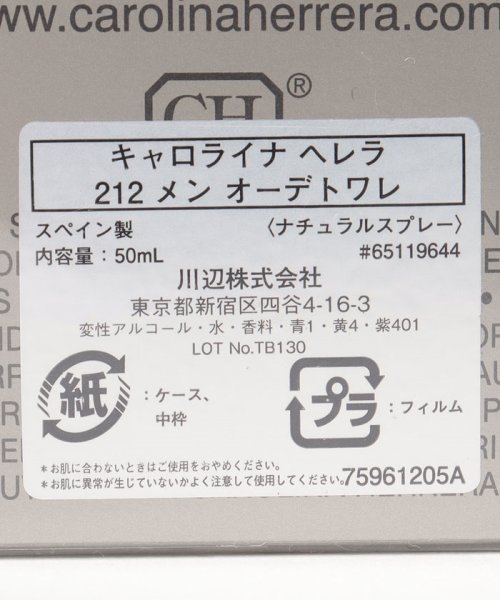 www.carolinaherrera.com
CH®
キャロライナ ヘレラ
212 メン オーデトワレ
スペイン製 〈ナチュラルスプレー〉
内容量:50mL #65119644
川辺株式会社
東京都新宿区四谷4-16-3
変性アルコール・水・香料・青1・黄4・紫401
LOT No.TB130
紙 :ケース、
中枠
プラ :フィルム
*お肌に合わないときはご使用をおやめください。
*お肌に異常が生じていないかよく注意して使用してください。75961205A